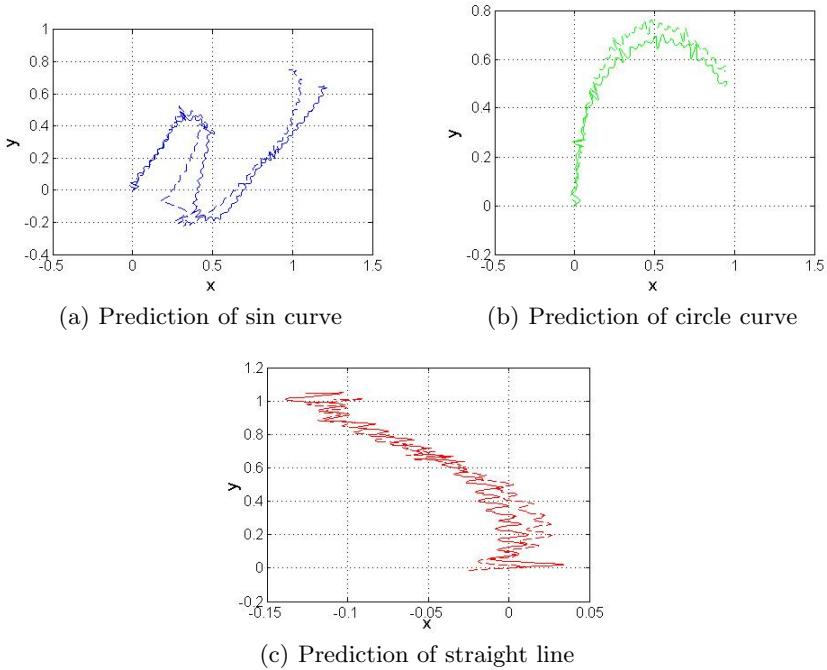 1
0.8
0.6
0.4
0.2
0
-0.2
-0.4
y
-0.5 0 0.5 1 1.5
x
(a) Prediction of sin curve
0.8
0.6
0.4
0.2
0
-0.2
y
-0.5 0 0.5 1 1.5
x
(b) Prediction of circle curve
1.2
1
0.8
0.6
0.4
0.2
0
-0.2
y
-0.15 -0.1 -0.05 0 0.05
x
(c) Prediction of straight line